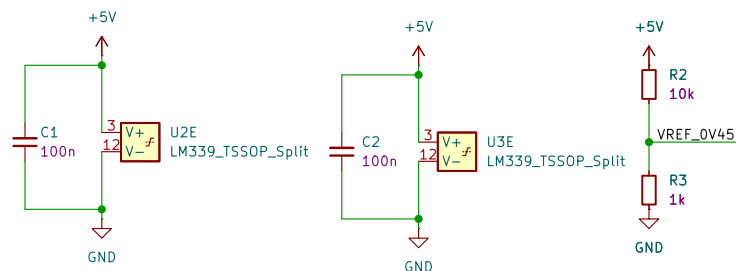 +5V
C1
100n
3
V+
12
V-
U2E
LM339_TSSOP_Split
GND
+5V
C2
100n
3
V+
12
V-
U3E
LM339_TSSOP_Split
GND
+5V
R2
10k
VREF_0V45
R3
1k
GND